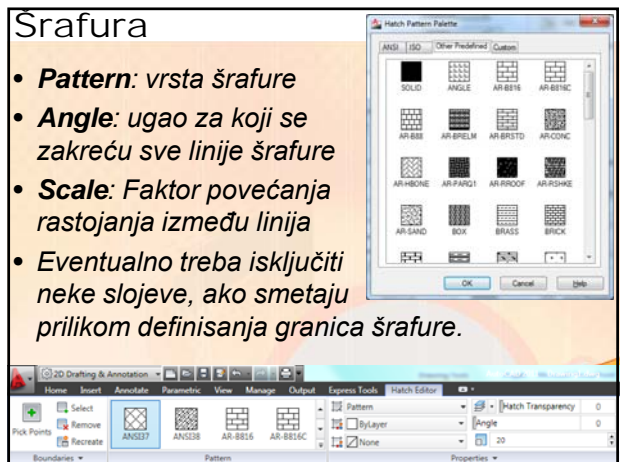 Šrafura
• Pattern: vrsta šrafure
• Angle: ugao za koji se
zakreću sve linije šrafure
• Scale: Faktor povećanja
rastojanja između linija
• Eventualno treba isključiti
neke slojeve, ako smetaju
prilikom definisanja granica šrafure.
Hatch Pattern Palette
ANSI ISO Other Predefined Custom
SOLID ANGLE AR-B816 AR-B816C
AR-B88 AR-BRELM AR-BRSTD AR-CONC
AR-HBONE AR-PARQ1 AR-RROOF AR-RSHKE
AR-SAND BOX BRASS BRICK
OK Cancel Help
2D Drafting & Annotation
Home Insert Annotate Parametric View Manage Output Express Tools Hatch Editor
Pick Points
Select
Remove
Recreate
ANSI37 ANSI38 AR-B816 AR-B816C
Pattern Hatch Transparency 0
ByLayer Angle 0
None 20
Boundaries Pattern Properties